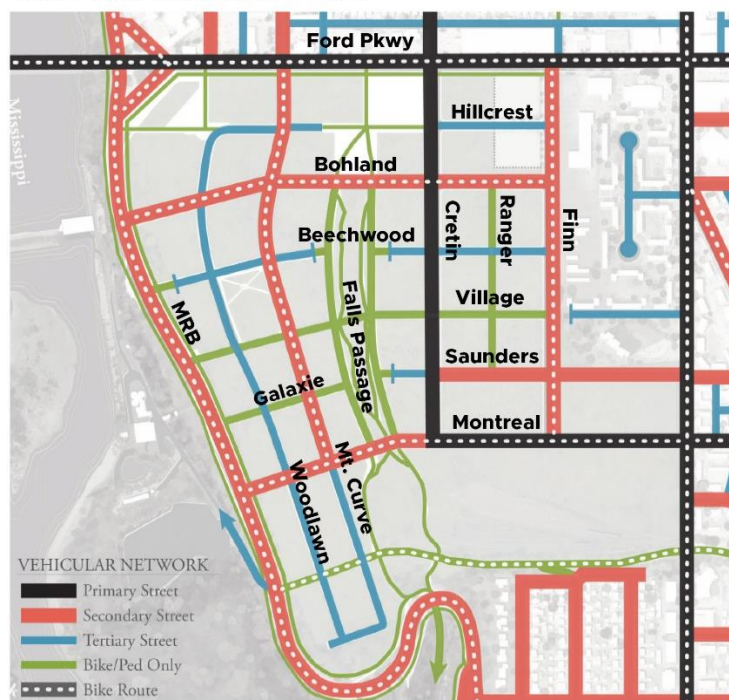 Ford Pkwy
Mississippi
Hillcrest
Bohland
Beechwood
Cretin
Ranger
Finn
MRB
Falls Passage
Village
Saunders
Galaxie
Montreal
Woodlawn
Mt. Curve
VEHICULAR NETWORK
Primary Street
Secondary Street
Tertiary Street
Bike/Ped Only
Bike Route